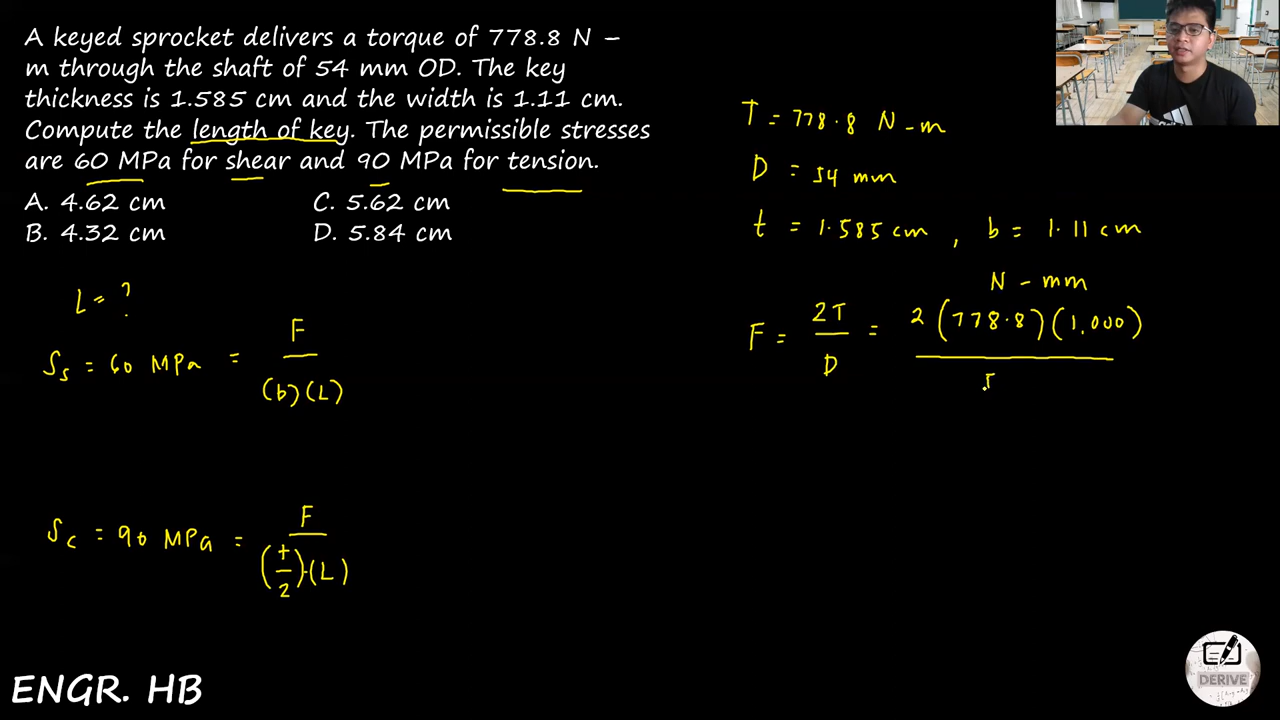 A keyed sprocket delivers a torque of 778.8 N –
m through the shaft of 54 mm OD. The key
thickness is 1.585 cm and the width is 1.11 cm.
Compute the length of key. The permissible stresses
are 60 MPa for shear and 90 MPa for tension.
A. 4.62 cm C. 5.62 cm
B. 4.32 cm D. 5.84 cm
L = ?
Ss = 60 MPa = F / (b)(L)
Sc = 90 MPa = F / (t/2)·(L)
T = 778.8 N-m
D = 54 mm
t = 1.585 cm , b = 1.11 cm
N - mm
F = 2T / D = 2(778.8)(1,000) / 5
ENGR. HB
DERIVE